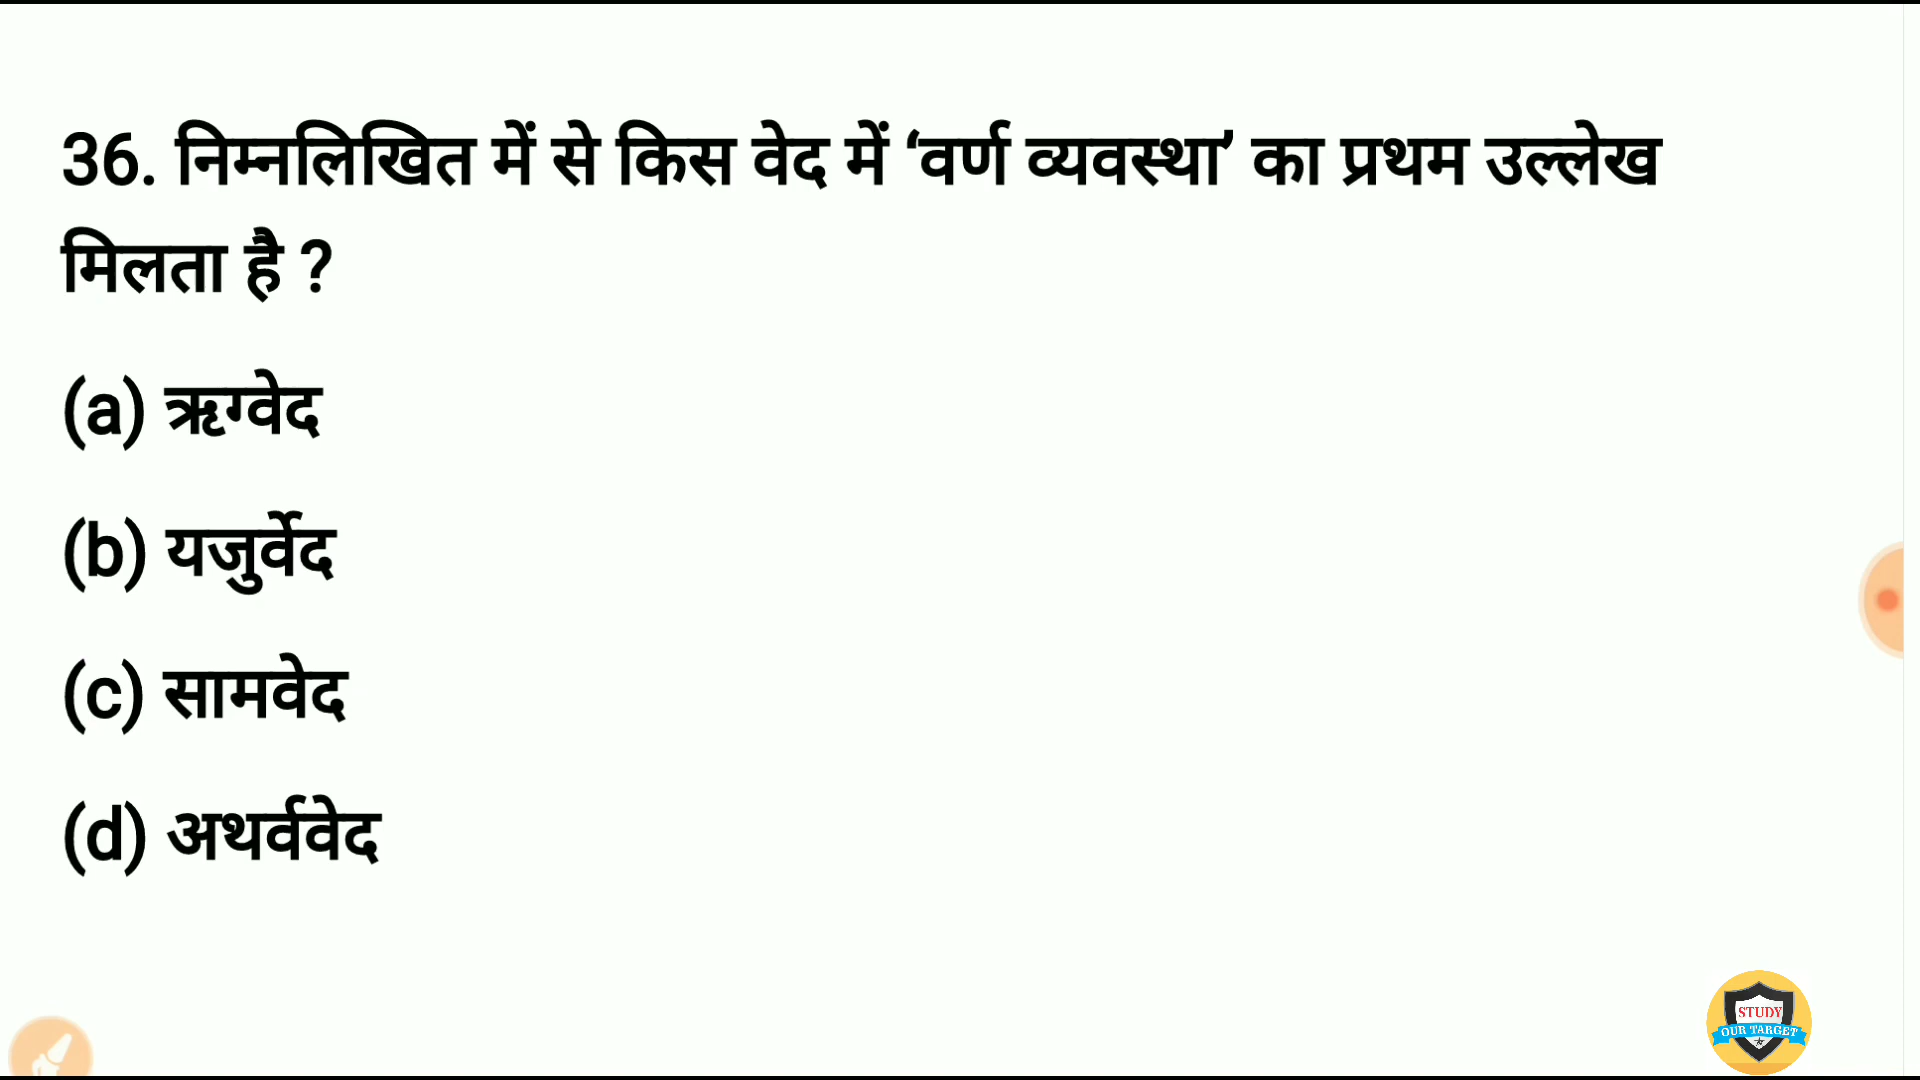 36. निम्नलिखित में से किस वेद में ‘वर्ण व्यवस्था’ का प्रथम उल्लेख
मिलता है ?
(a) ऋग्वेद
(b) यजुर्वेद
(c) सामवेद
(d) अथर्ववेद
STUDY
OUR TARGET